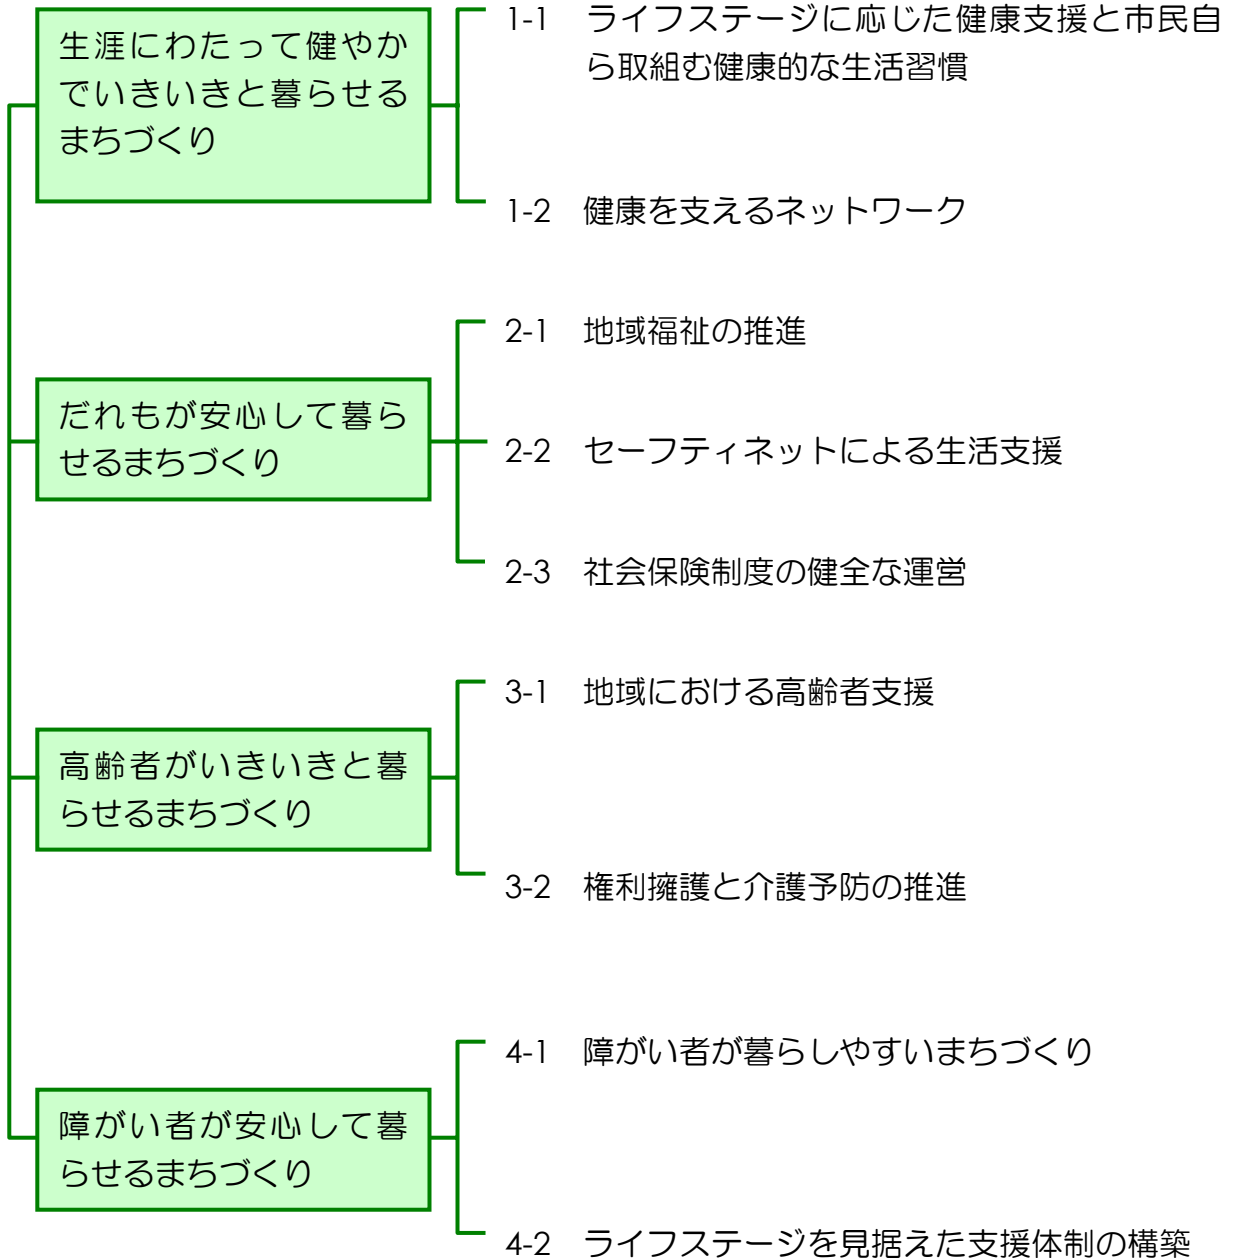 生涯にわたって健やか
でいきいきと暮らせる
まちづくり
1-1 ライフステージに応じた健康支援と市民自
ら取組む健康的な生活習慣
1-2 健康を支えるネットワーク
だれもが安心して暮ら
せるまちづくり
2-1 地域福祉の推進
2-2 セーフティネットによる生活支援
2-3 社会保険制度の健全な運営
高齢者がいきいきと暮
らせるまちづくり
3-1 地域における高齢者支援
3-2 権利擁護と介護予防の推進
障がい者が安心して暮
らせるまちづくり
4-1 障がい者が暮らしやすいまちづくり
4-2 ライフステージを見据えた支援体制の構築